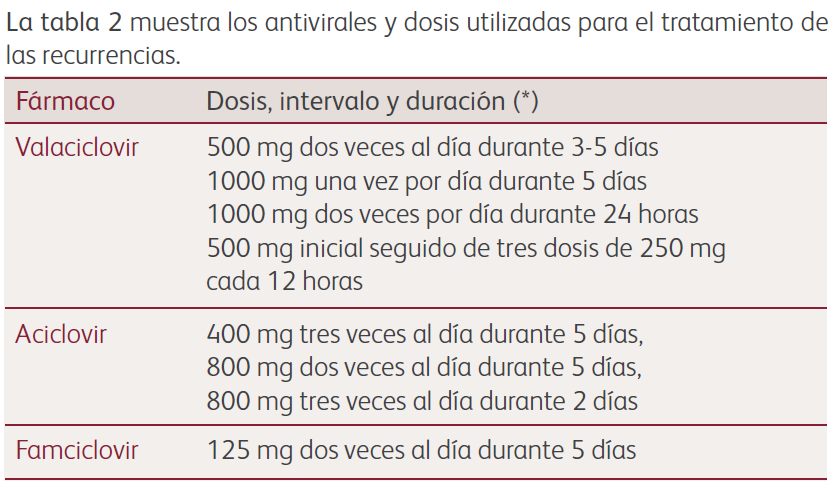 La tabla 2 muestra los antivirales y dosis utilizadas para el tratamiento de
las recurrencias.
Fármaco Dosis, intervalo y duración (*)
Valaciclovir 500 mg dos veces al día durante 3-5 días
1000 mg una vez por día durante 5 días
1000 mg dos veces por día durante 24 horas
500 mg inicial seguido de tres dosis de 250 mg
cada 12 horas
Aciclovir 400 mg tres veces al día durante 5 días,
800 mg dos veces al día durante 5 días,
800 mg tres veces al día durante 2 días
Famciclovir 125 mg dos veces al día durante 5 días